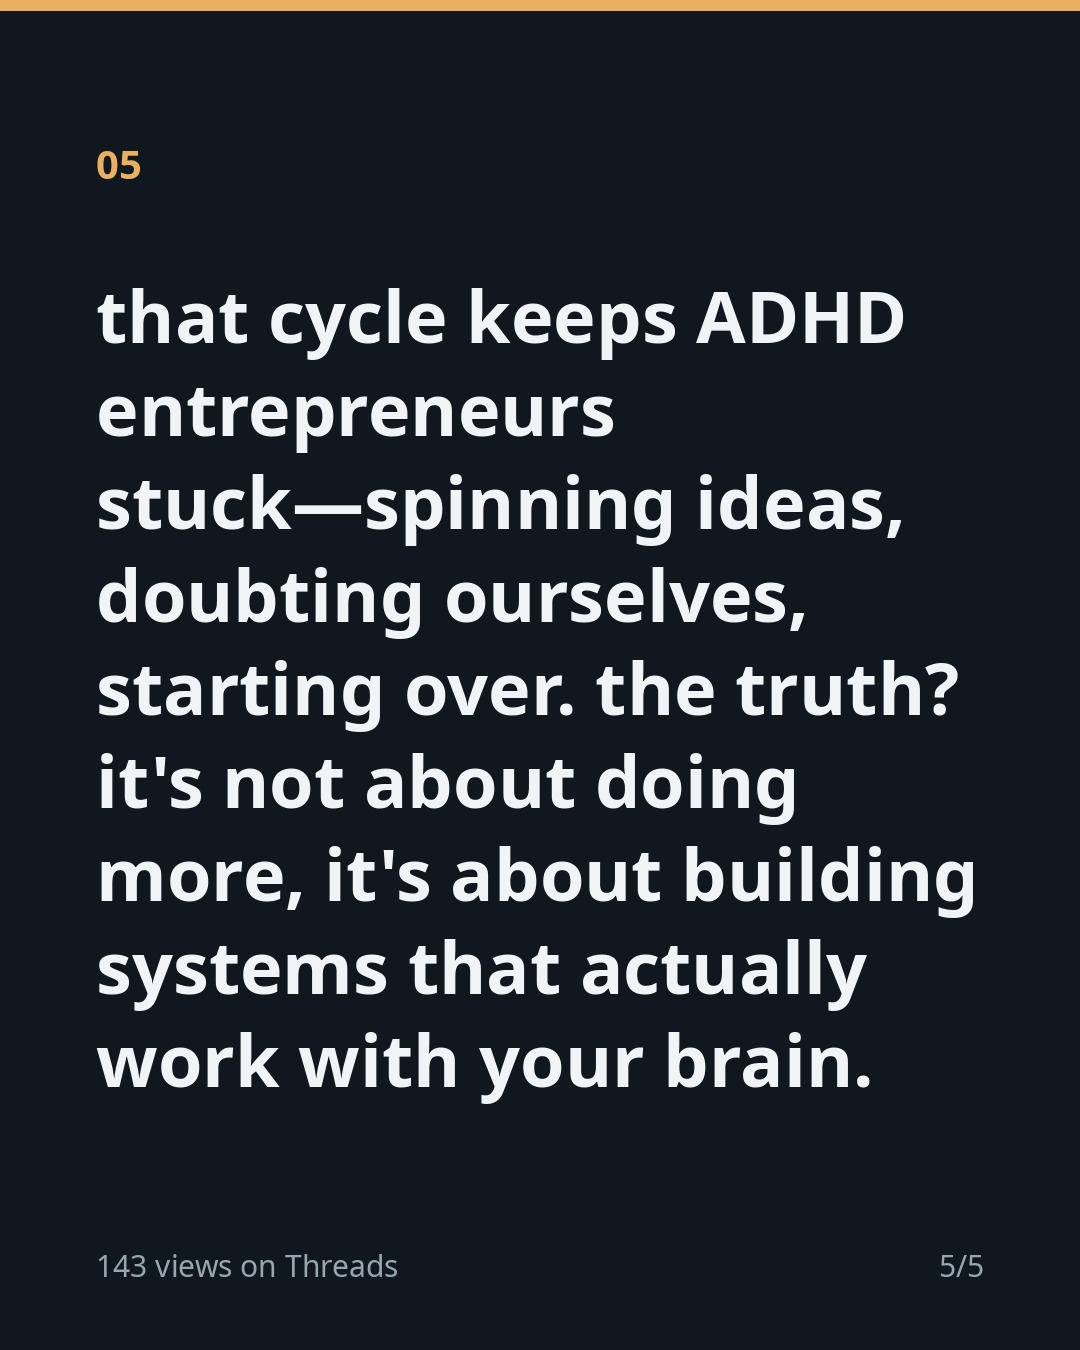 05
that cycle keeps ADHD
entrepreneurs
stuck—spinning ideas,
doubting ourselves,
starting over. the truth?
it's not about doing
more, it's about building
systems that actually
work with your brain.
143 views on Threads
5/5